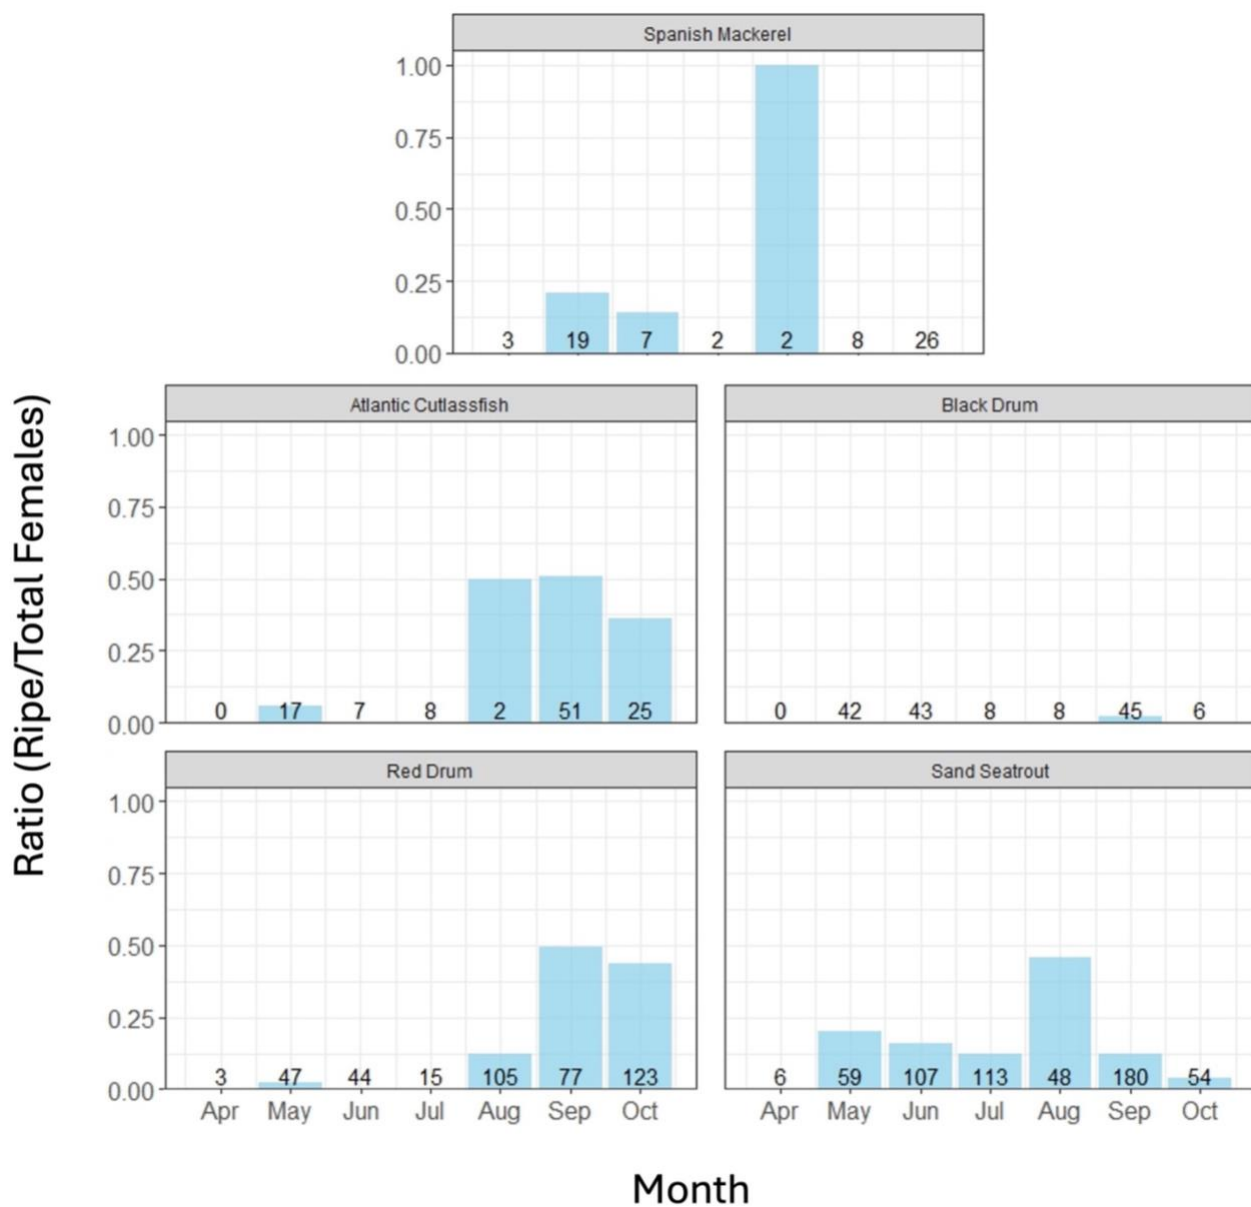 Spanish Mackerel
1.00
0.75
0.50
0.25
0.00
3 19 7 2 2 8 26
Ratio (Ripe/Total Females)
Atlantic Cutlassfish
1.00
0.75
0.50
0.25
0.00
0 17 7 8 2 51 25
Black Drum
0 42 43 8 8 45 6
Red Drum
1.00
0.75
0.50
0.25
0.00
3 47 44 15 105 77 123
Apr May Jun Jul Aug Sep Oct
Sand Seatrout
6 59 107 113 48 180 54
Apr May Jun Jul Aug Sep Oct
Month